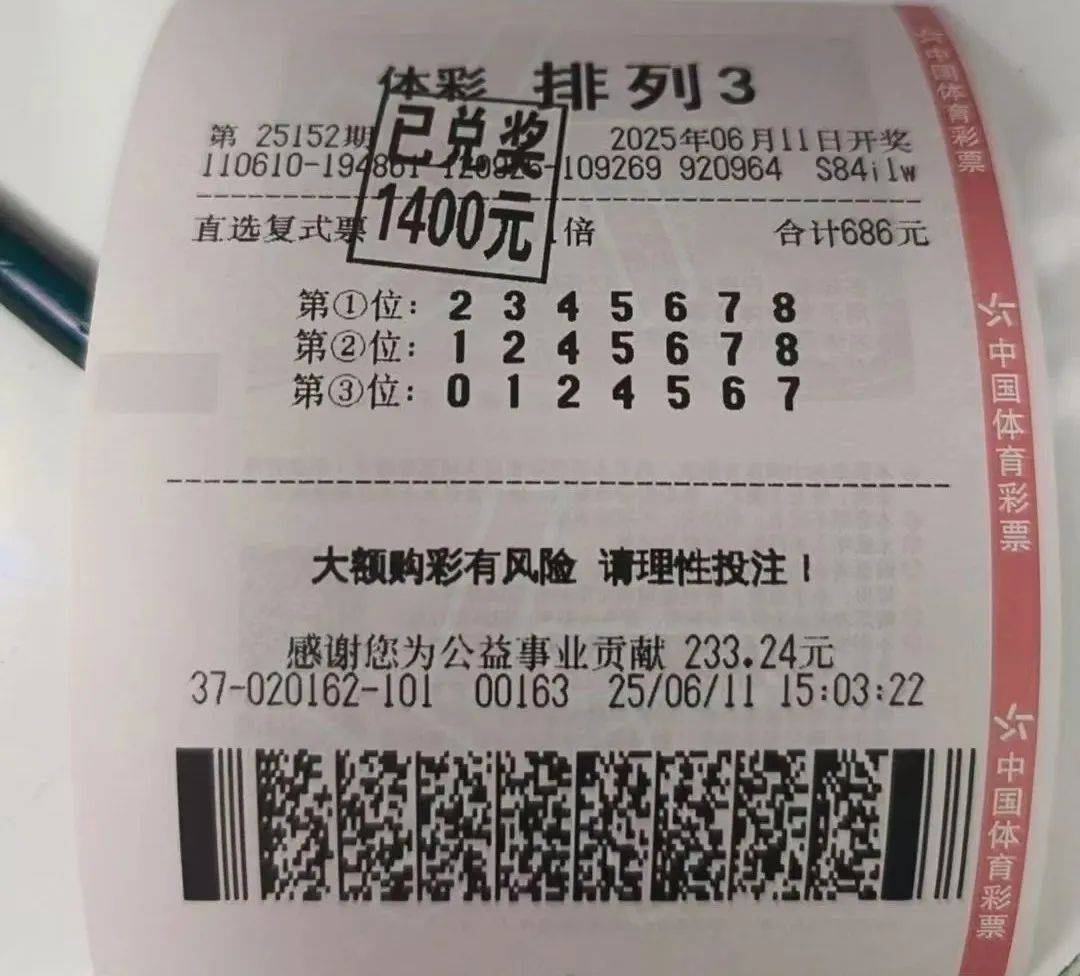 体彩 排列3
第 25152期 2025年06月11日开奖
110610-194861 120926-109269 920964 S84ilw
已兑奖
1400元
直选复式票 1倍 合计686元
第①位: 2 3 4 5 6 7 8
第②位: 1 2 4 5 6 7 8
第③位: 0 1 2 4 5 6 7
大额购彩有风险 请理性投注!
感谢您为公益事业贡献 233.24元
37-020162-101 00163 25/06/11 15:03:22
中国体育彩票
中国体育彩票
中国体育彩票